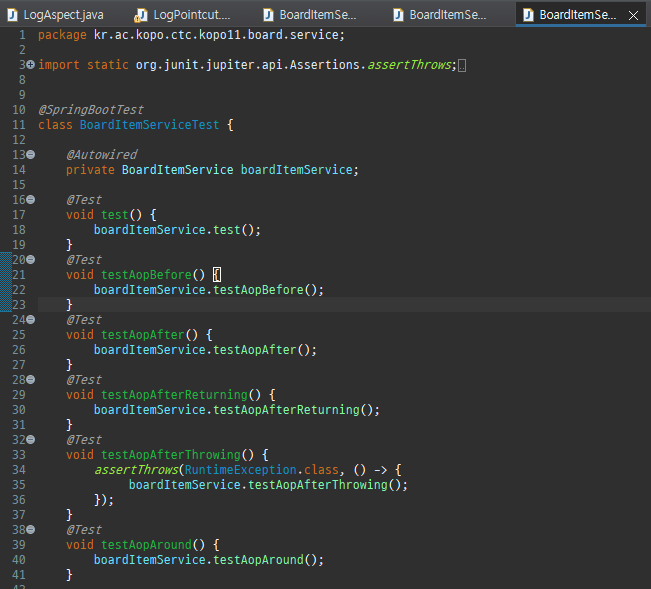 LogAspect.java LogPointcut.... BoardItemSe... BoardItemSe... BoardItemSe...
1 package kr.ac.kopo.ctc.kopo11.board.service;
2
3 import static org.junit.jupiter.api.Assertions.assertThrows;
8
9
10 @SpringBootTest
11 class BoardItemServiceTest {
12
13 @Autowired
14 private BoardItemService boardItemService;
15
16 @Test
17 void test() {
18 boardItemService.test();
19 }
20 @Test
21 void testAopBefore() {
22 boardItemService.testAopBefore();
23 }
24 @Test
25 void testAopAfter() {
26 boardItemService.testAopAfter();
27 }
28 @Test
29 void testAopAfterReturning() {
30 boardItemService.testAopAfterReturning();
31 }
32 @Test
33 void testAopAfterThrowing() {
34 assertThrows(RuntimeException.class, () -> {
35 boardItemService.testAopAfterThrowing();
36 });
37 }
38 @Test
39 void testAopAround() {
40 boardItemService.testAopAround();
41 }